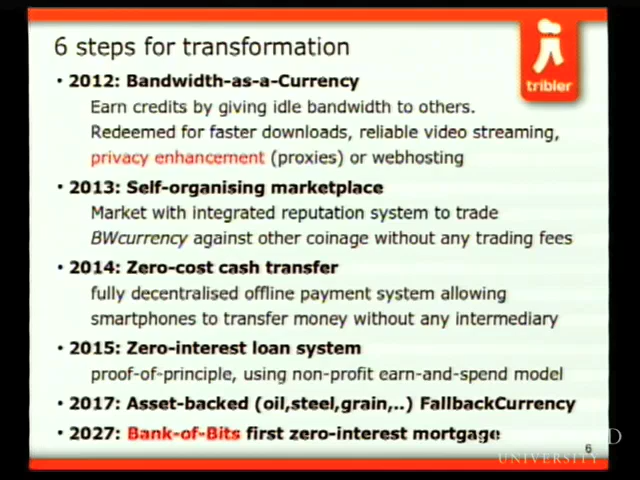 6 steps for transformation
tribler
• 2012: Bandwidth-as-a-Currency
Earn credits by giving idle bandwidth to others.
Redeemed for faster downloads, reliable video streaming,
privacy enhancement (proxies) or webhosting
• 2013: Self-organising marketplace
Market with integrated reputation system to trade
BWcurrency against other coinage without any trading fees
• 2014: Zero-cost cash transfer
fully decentralised offline payment system allowing
smartphones to transfer money without any intermediary
• 2015: Zero-interest loan system
proof-of-principle, using non-profit earn-and-spend model
• 2017: Asset-backed (oil,steel,grain,..) FallbackCurrency
• 2027: Bank-of-Bits first zero-interest mortgage
6
D
UNIVERSITY